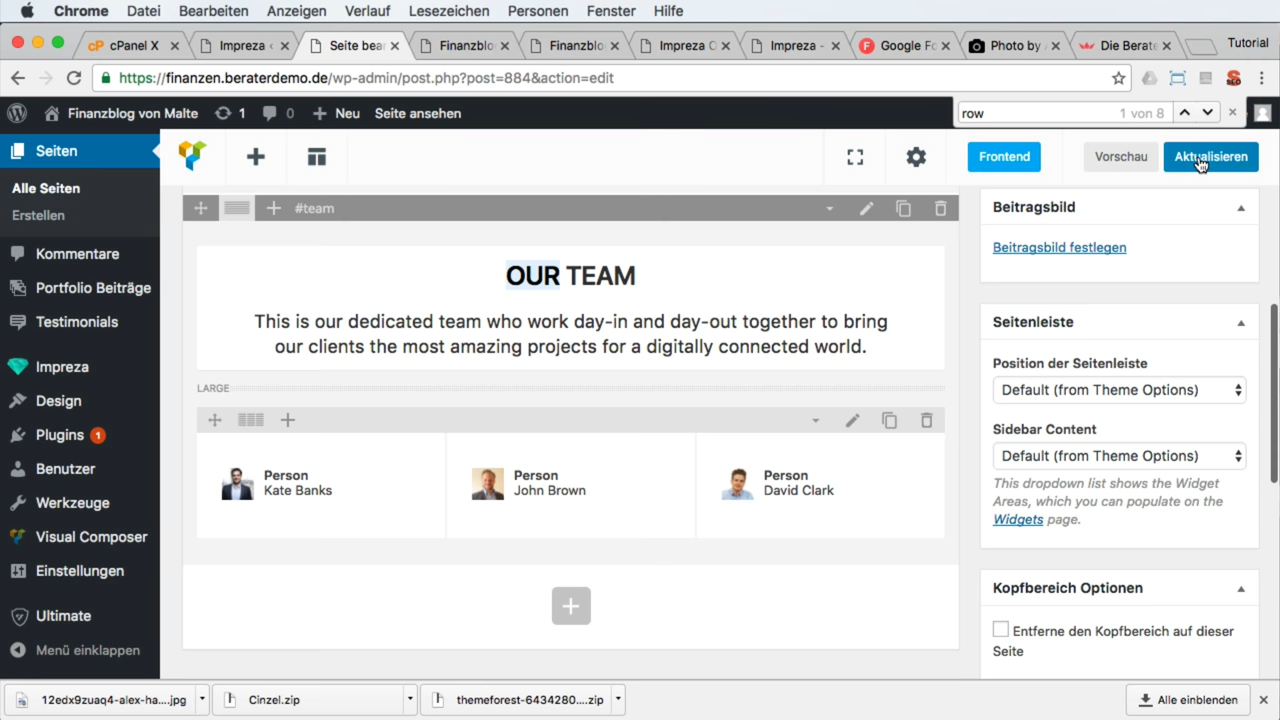 Chrome Datei Bearbeiten Anzeigen Verlauf Lesezeichen Personen Fenster Hilfe
cPanel X
Impreza
Seite bear
Finanzblo
Finanzblo
Impreza
Impreza -
Google Fo
Photo by
Die Berate
Tutorial
https://finanzen.beraterdemo.de/wp-admin/post.php?post=884&action=edit
Finanzblog von Malte 1 0 Neu Seite ansehen
row 1 von 8
Seiten
Alle Seiten
Erstellen
Kommentare
Portfolio Beiträge
Testimonials
Impreza
Design
Plugins 1
Benutzer
Werkzeuge
Visual Composer
Einstellungen
Ultimate
Menü einklappen
Frontend
Vorschau
Aktualisieren
#team
OUR TEAM
This is our dedicated team who work day-in and day-out together to bring
our clients the most amazing projects for a digitally connected world.
LARGE
Person
Kate Banks
Person
John Brown
Person
David Clark
Beitragsbild
Beitragsbild festlegen
Seitenleiste
Position der Seitenleiste
Default (from Theme Options)
Sidebar Content
Default (from Theme Options)
This dropdown list shows the Widget
Areas, which you can populate on the
Widgets page.
Kopfbereich Optionen
Entferne den Kopfbereich auf dieser
Seite
12edx9zuaq4-alex-ha....jpg
Cinzel.zip
themeforest-6434280....zip
Alle einblenden